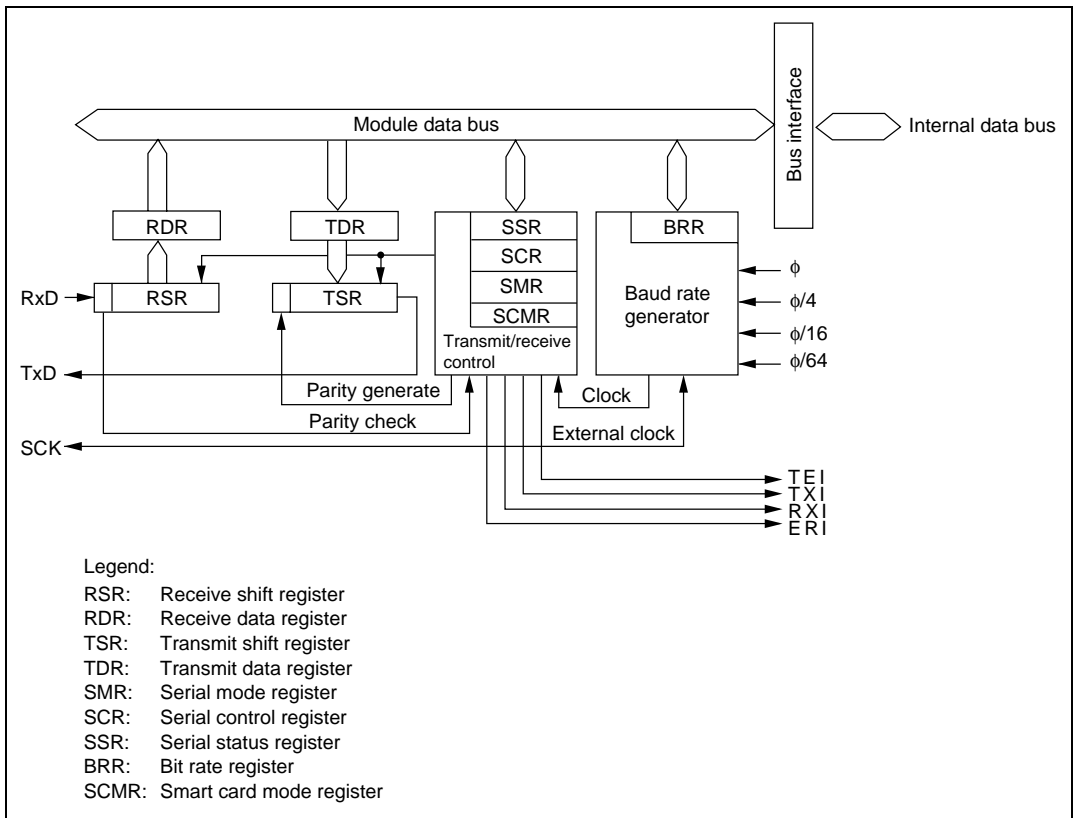 Bus interface
Module data bus
Internal data bus
RDR
TDR
SSR
BRR
SCR
SMR
SCMR
Transmit/receive
control
Baud rate
generator
ϕ
ϕ/4
ϕ/16
ϕ/64
RxD
RSR
TSR
TxD
Parity generate
Clock
Parity check
External clock
SCK
TEI
TXI
RXI
ERI
Legend:
RSR: Receive shift register
RDR: Receive data register
TSR: Transmit shift register
TDR: Transmit data register
SMR: Serial mode register
SCR: Serial control register
SSR: Serial status register
BRR: Bit rate register
SCMR: Smart card mode register